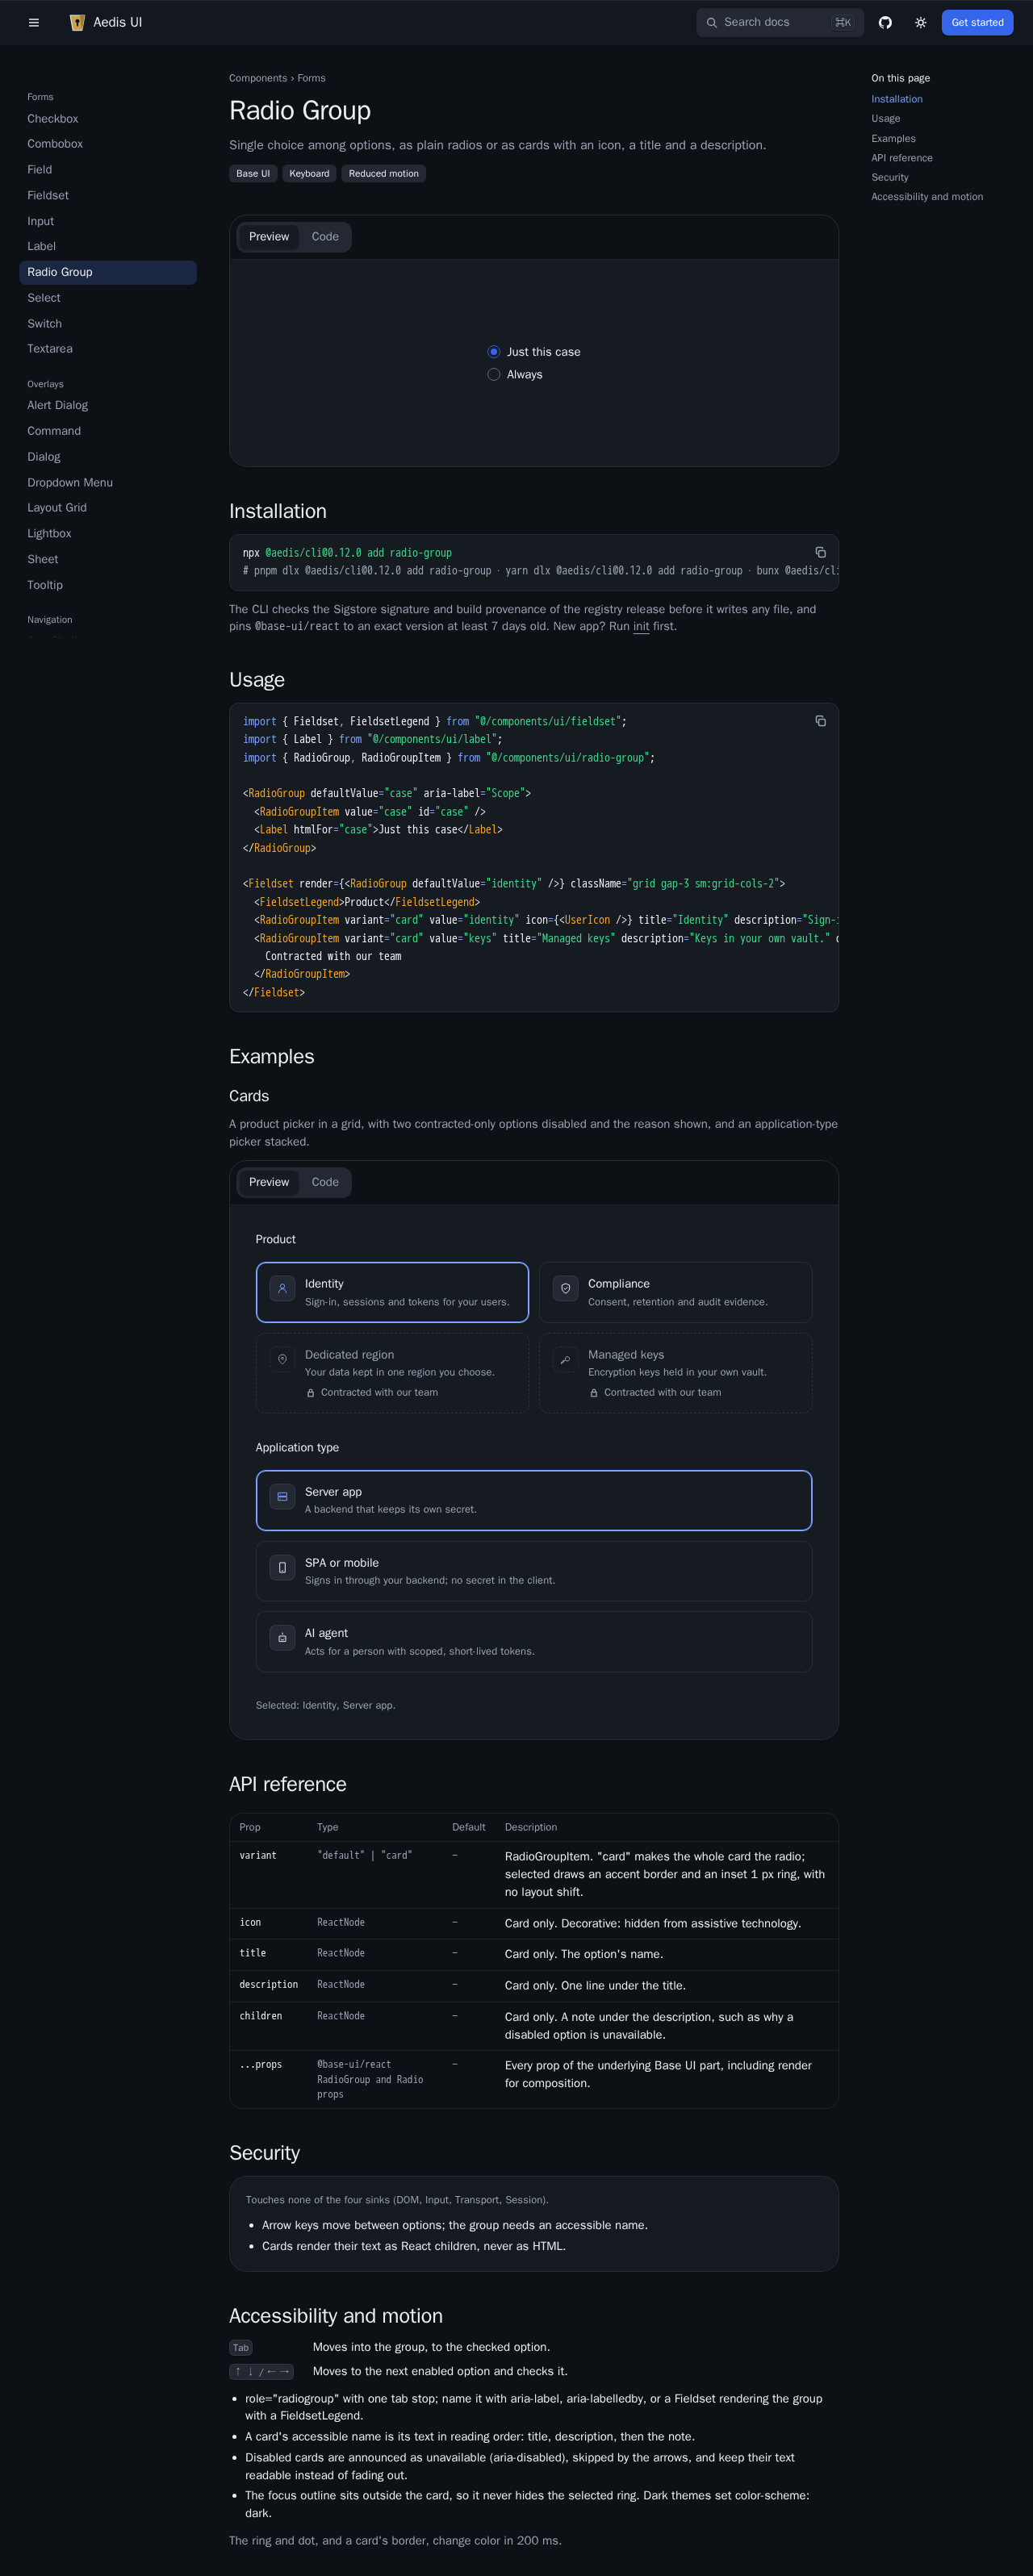 Aedis UI
Search docs
⌘K
Get started
Forms
Checkbox
Combobox
Field
Fieldset
Input
Label
Radio Group
Select
Switch
Textarea
Overlays
Alert Dialog
Command
Dialog
Dropdown Menu
Layout Grid
Lightbox
Sheet
Tooltip
Navigation
Components › Forms
Radio Group
Single choice among options, as plain radios or as cards with an icon, a title and a description.
Base UI
Keyboard
Reduced motion
Preview
Code
Just this case
Always
Installation
npx @aedis/cli@0.12.0 add radio-group
# pnpm dlx @aedis/cli@0.12.0 add radio-group · yarn dlx @aedis/cli@0.12.0 add radio-group · bunx @aedis/cli
The CLI checks the Sigstore signature and build provenance of the registry release before it writes any file, and
pins @base-ui/react to an exact version at least 7 days old. New app? Run init first.
Usage
import { Fieldset, FieldsetLegend } from "@/components/ui/fieldset";
import { Label } from "@/components/ui/label";
import { RadioGroup, RadioGroupItem } from "@/components/ui/radio-group";
<RadioGroup defaultValue="case" aria-label="Scope">
<RadioGroupItem value="case" id="case" />
<Label htmlFor="case">Just this case</Label>
</RadioGroup>
<Fieldset render={<RadioGroup defaultValue="identity" />} className="grid gap-3 sm:grid-cols-2">
<FieldsetLegend>Product</FieldsetLegend>
<RadioGroupItem variant="card" value="identity" icon={<UserIcon />} title="Identity" description="Sign-i
<RadioGroupItem variant="card" value="keys" title="Managed keys" description="Keys in your own vault."
Contracted with our team
</RadioGroupItem>
</Fieldset>
Examples
Cards
A product picker in a grid, with two contracted-only options disabled and the reason shown, and an application-type
picker stacked.
Preview
Code
Product
Identity
Sign-in, sessions and tokens for your users.
Compliance
Consent, retention and audit evidence.
Dedicated region
Your data kept in one region you choose.
Contracted with our team
Managed keys
Encryption keys held in your own vault.
Contracted with our team
Application type
Server app
A backend that keeps its own secret.
SPA or mobile
Signs in through your backend; no secret in the client.
AI agent
Acts for a person with scoped, short-lived tokens.
Selected: Identity, Server app.
API reference
Prop Type Default Description
variant "default" | "card" — RadioGroupItem. "card" makes the whole card the radio;
selected draws an accent border and an inset 1 px ring, with
no layout shift.
icon ReactNode — Card only. Decorative: hidden from assistive technology.
title ReactNode — Card only. The option's name.
description ReactNode — Card only. One line under the title.
children ReactNode — Card only. A note under the description, such as why a
disabled option is unavailable.
...props @base-ui/react — Every prop of the underlying Base UI part, including render
RadioGroup and Radio for composition.
props
Security
Touches none of the four sinks (DOM, Input, Transport, Session).
• Arrow keys move between options; the group needs an accessible name.
• Cards render their text as React children, never as HTML.
Accessibility and motion
Tab Moves into the group, to the checked option.
↑ ↓ / ← → Moves to the next enabled option and checks it.
• role="radiogroup" with one tab stop; name it with aria-label, aria-labelledby, or a Fieldset rendering the group
with a FieldsetLegend.
• A card's accessible name is its text in reading order: title, description, then the note.
• Disabled cards are announced as unavailable (aria-disabled), skipped by the arrows, and keep their text
readable instead of fading out.
• The focus outline sits outside the card, so it never hides the selected ring. Dark themes set color-scheme:
dark.
The ring and dot, and a card's border, change color in 200 ms.
On this page
Installation
Usage
Examples
API reference
Security
Accessibility and motion